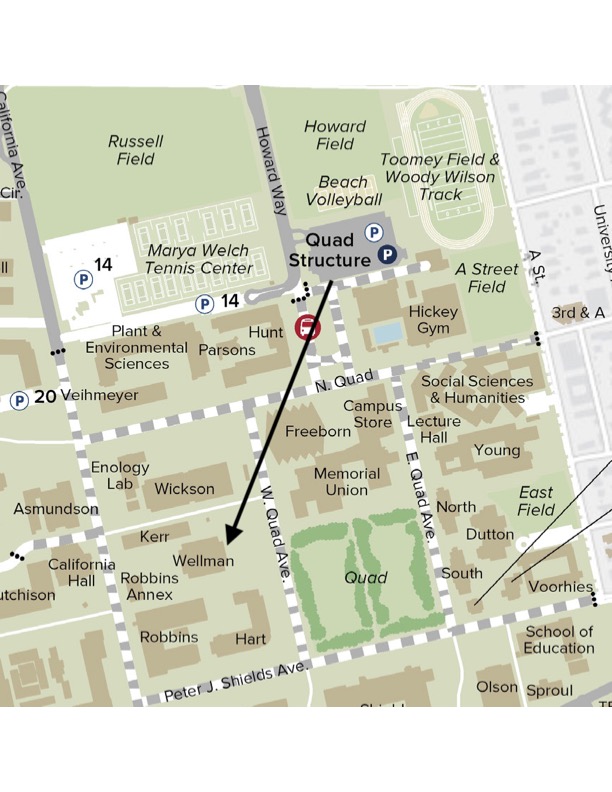 California Ave.
Russell
Field
Howard Way
Howard
Field
Beach
Volleyball
Toomey Field &
Woody Wilson
Track
Cir.
P
14
Marya Welch
Tennis Center
P
14
Quad
Structure
P
P
A Street
Field
A St.
University
3rd & A
Plant &
Environmental
Sciences
Parsons
Hunt
Hickey
Gym
P
20
Veihmeyer
N. Quad
Campus
Store
Freeborn
Social Sciences
& Humanities
Lecture
Hall
Young
Enology
Lab
Wickson
Memorial
Union
E. Quad Ave.
North
East
Field
Asmundson
Kerr
Wellman
W. Quad Ave.
Dutton
California
Hall
Robbins
Annex
Quad
South
Voorhies
utchison
Robbins
Hart
School of
Education
Peter J. Shields Ave.
Olson
Sproul